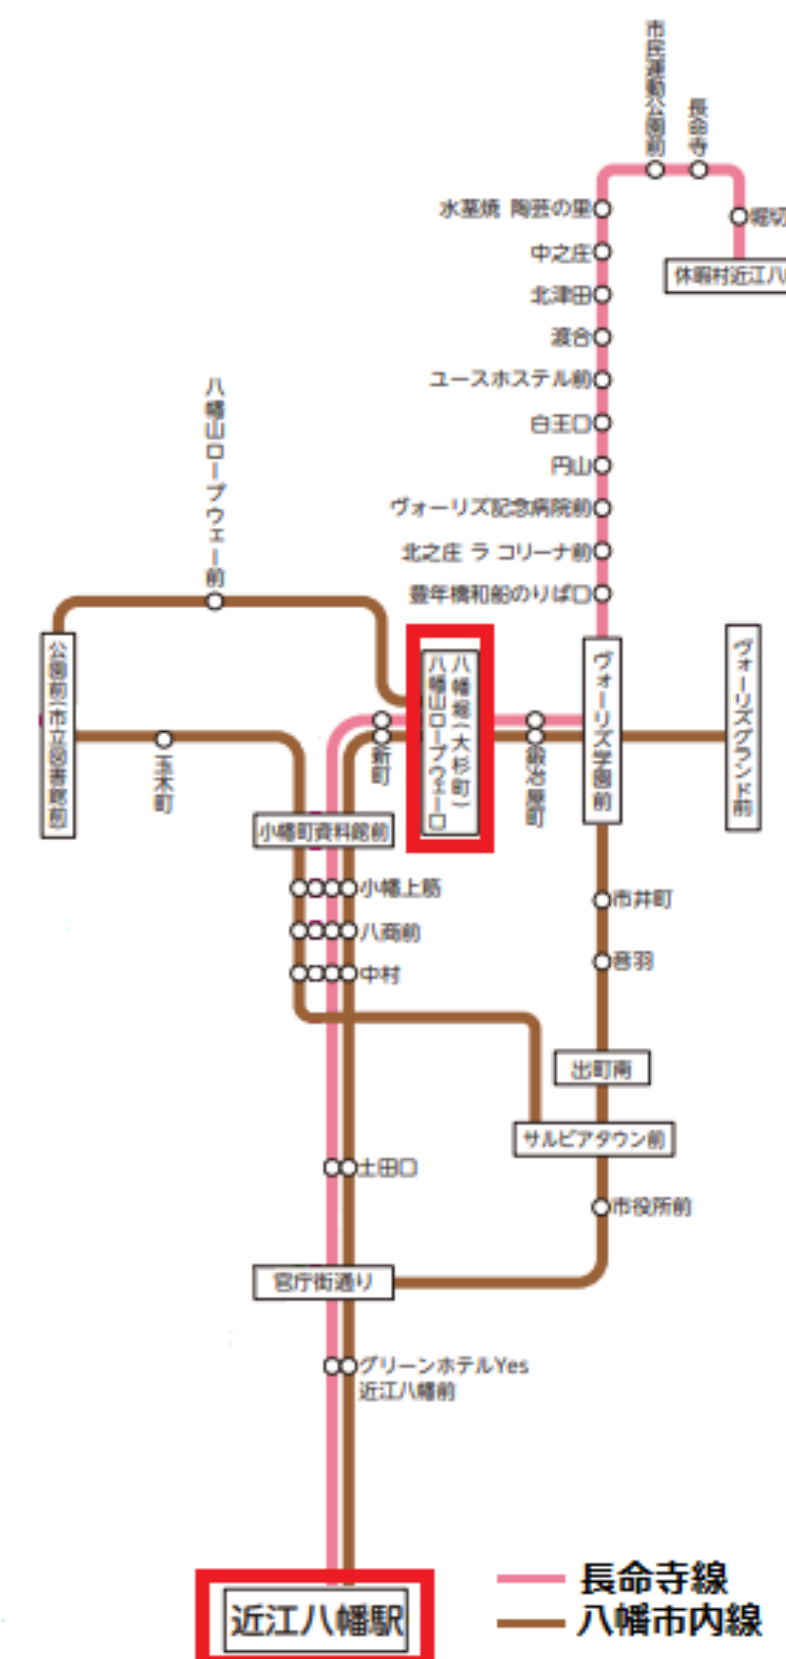 市民運動公園前
長命寺
水茎焼 陶芸の里
堀切
中之庄
休暇村近江八
北津田
渡合
ユースホステル前
白王口
円山
ヴォーリズ記念病院前
北之庄 ラ コリーナ前
豊年橋和船のりば口
八幡山ロープウェー前
公園前(市立図書館前)
玉木町
新町
八幡堀(大杉町)
八幡山ロープウェー口
鍛冶屋町
ヴォーリズ学園前
ヴォーリズグランド前
小幡町資料館前
小幡上筋
八商前
中村
市井町
音羽
出町南
サルビアタウン前
土田口
市役所前
官庁街通り
グリーンホテルYes
近江八幡前
近江八幡駅
長命寺線
八幡市内線